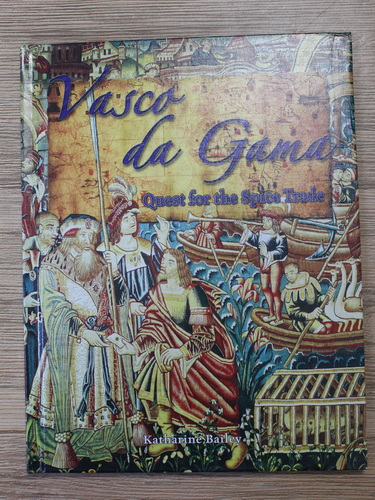 Vasco
da Gama
Quest for the Spice Trade
Katharine Bailey